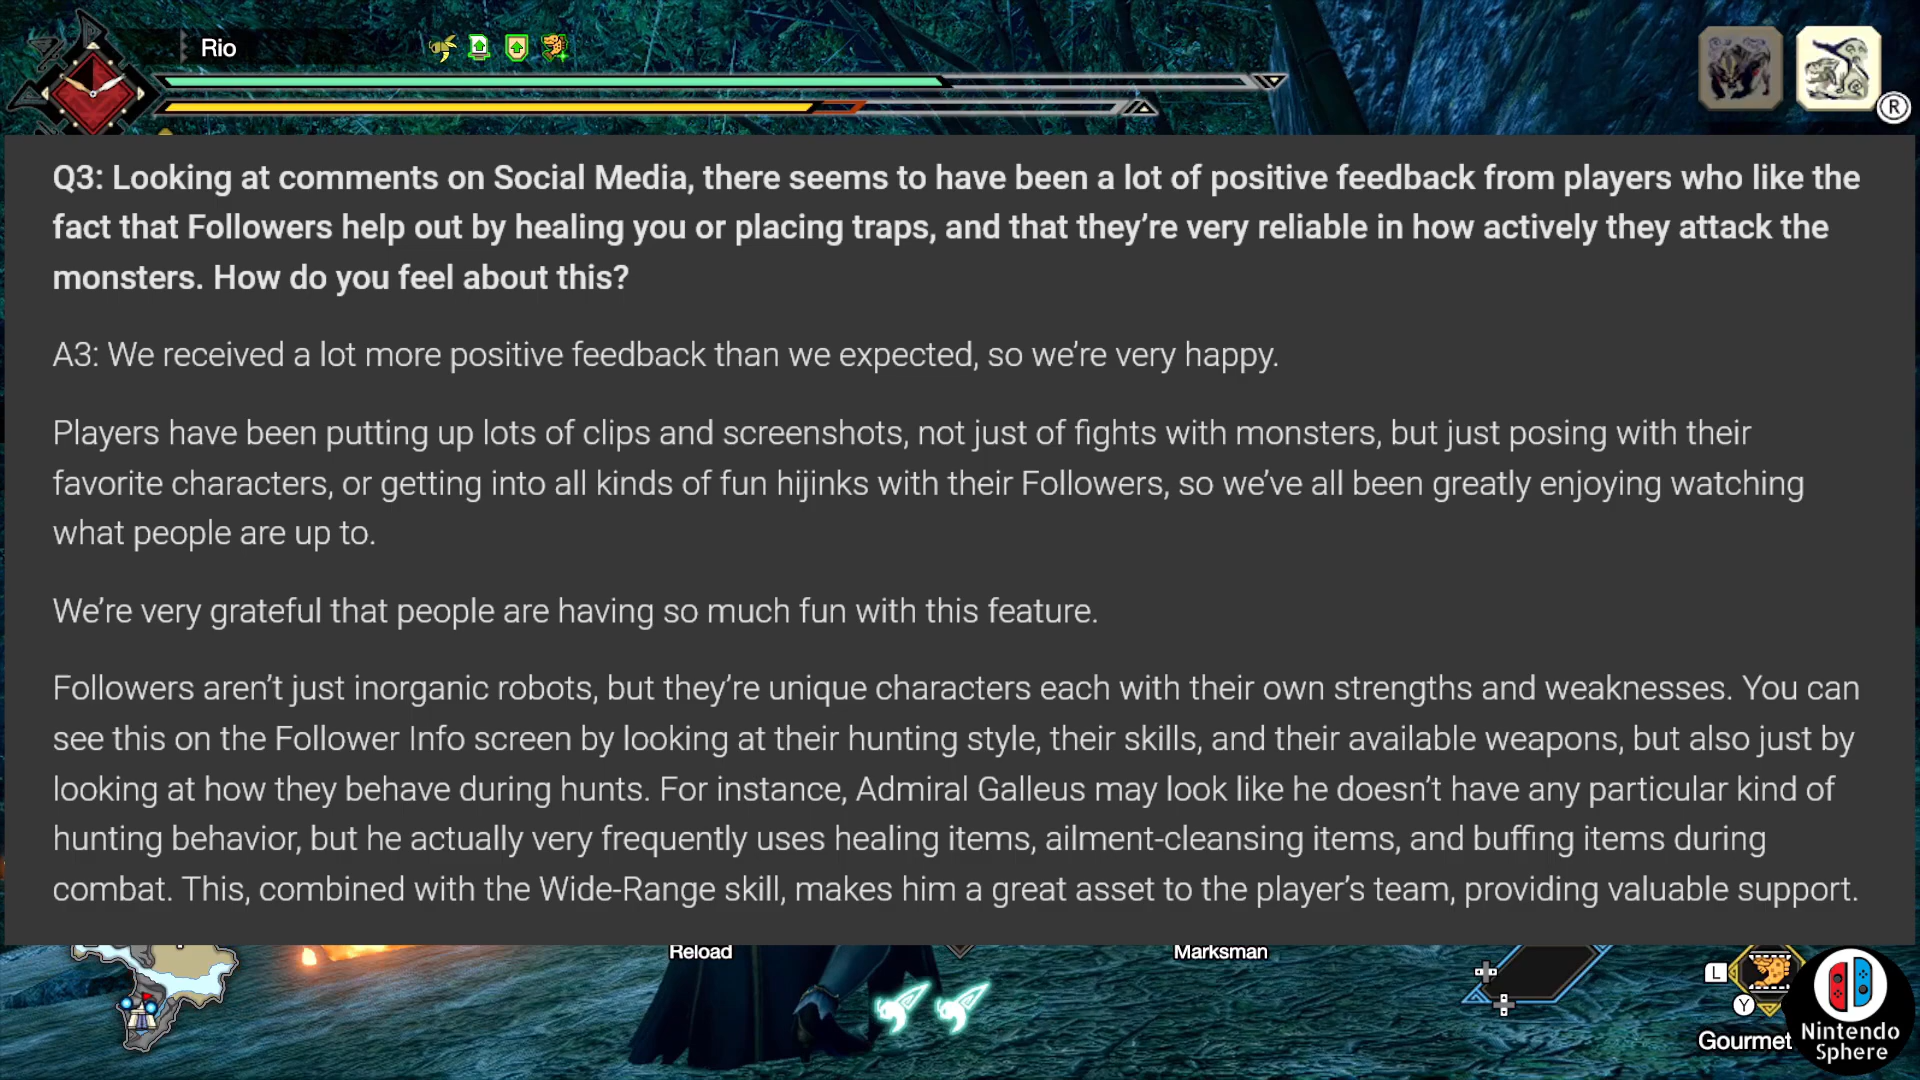 Rio
R
Q3: Looking at comments on Social Media, there seems to have been a lot of positive feedback from players who like the
fact that Followers help out by healing you or placing traps, and that they’re very reliable in how actively they attack the
monsters. How do you feel about this?
A3: We received a lot more positive feedback than we expected, so we’re very happy.
Players have been putting up lots of clips and screenshots, not just of fights with monsters, but just posing with their
favorite characters, or getting into all kinds of fun hijinks with their Followers, so we’ve all been greatly enjoying watching
what people are up to.
We’re very grateful that people are having so much fun with this feature.
Followers aren’t just inorganic robots, but they’re unique characters each with their own strengths and weaknesses. You can
see this on the Follower Info screen by looking at their hunting style, their skills, and their available weapons, but also just by
looking at how they behave during hunts. For instance, Admiral Galleus may look like he doesn’t have any particular kind of
hunting behavior, but he actually very frequently uses healing items, ailment-cleansing items, and buffing items during
combat. This, combined with the Wide-Range skill, makes him a great asset to the player’s team, providing valuable support.
Reload
Marksman
L
Y
Gourmet
Nintendo
Sphere